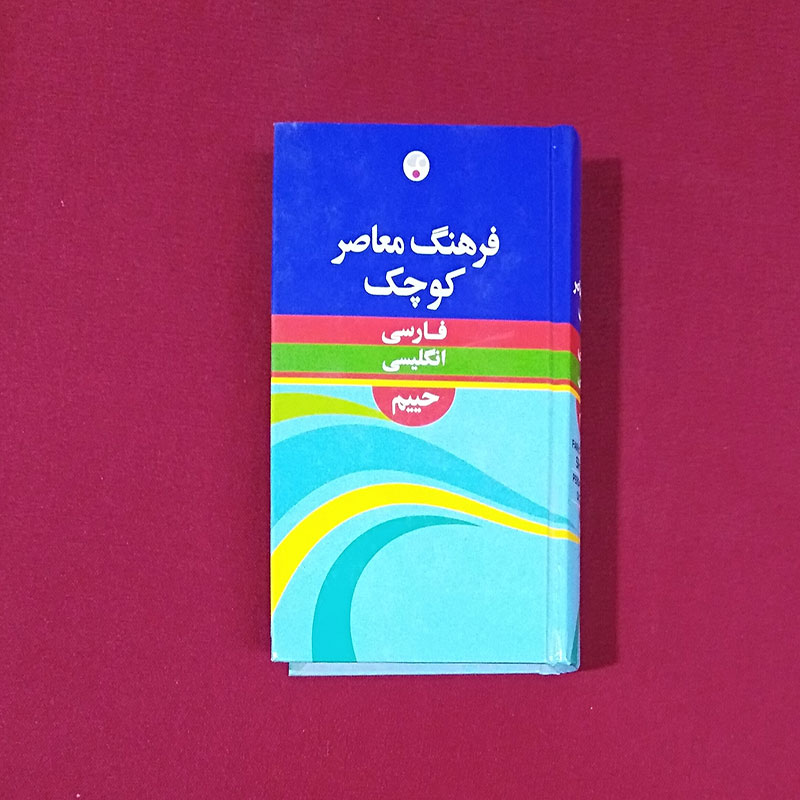 فرهنگ معاصر
کوچک
فارسی
انگلیسی
حییم